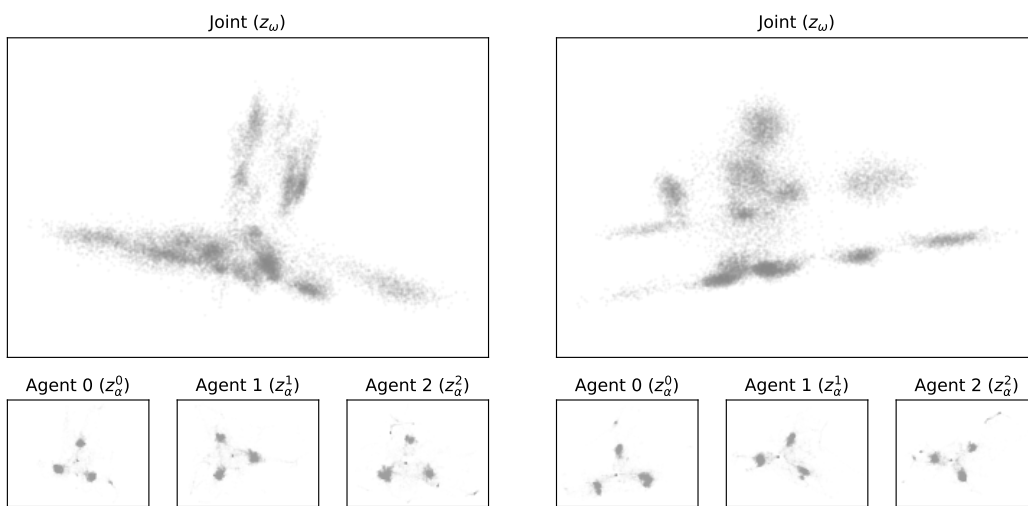 Joint (z_ω)
Joint (z_ω)
Agent 0 (z_α^0)
Agent 1 (z_α^1)
Agent 2 (z_α^2)
Agent 0 (z_α^0)
Agent 1 (z_α^1)
Agent 2 (z_α^2)